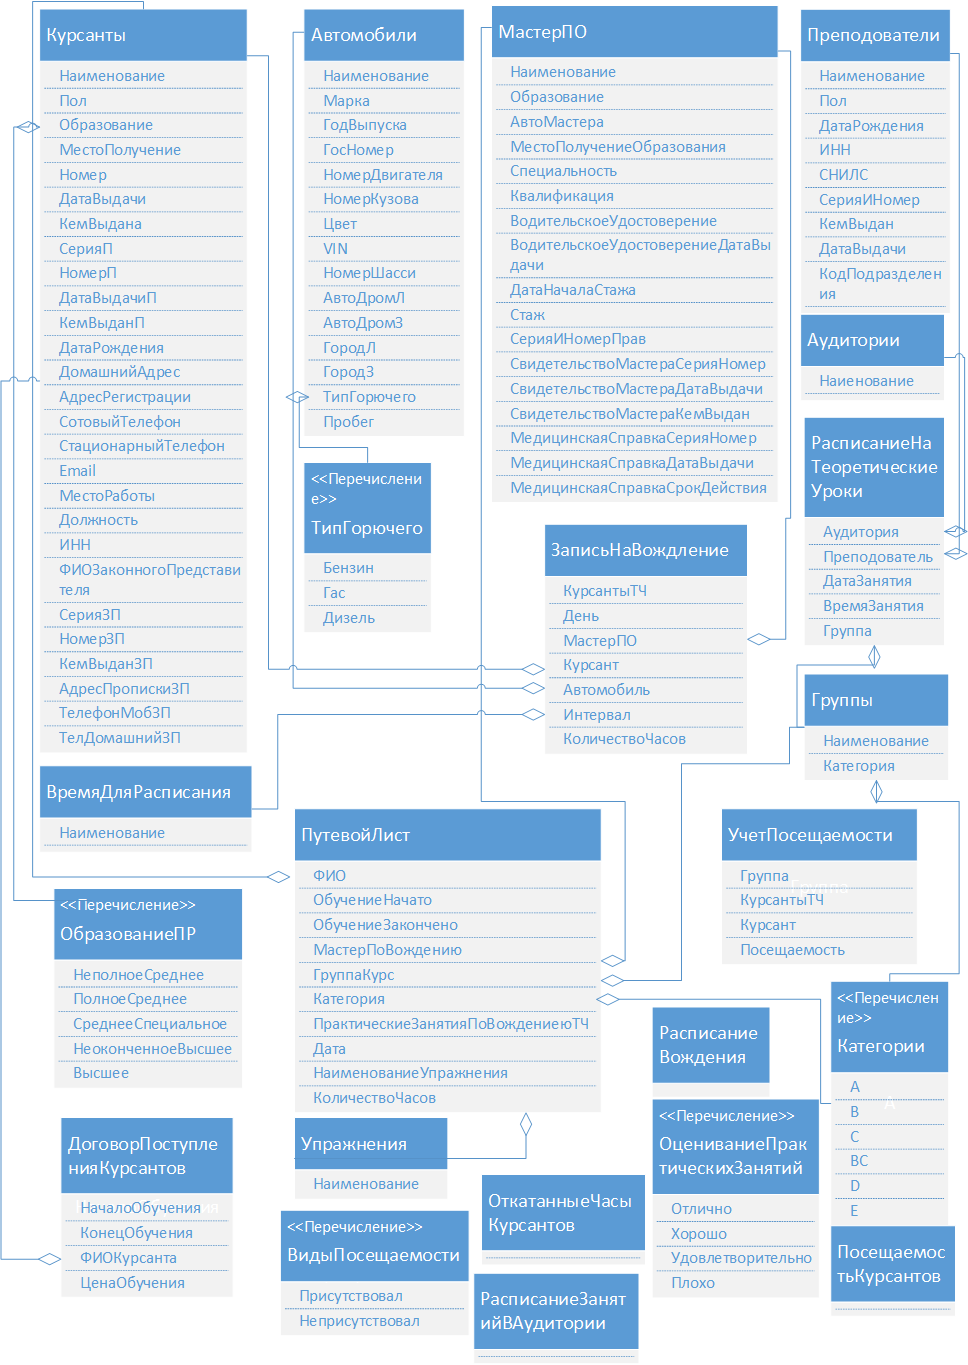 Курсанты
Наименование
Пол
Образование
МестоПолучение
Номер
ДатаВыдачи
КемВыдана
СерияП
НомерП
ДатаВыдачиП
КемВыданП
ДатаРождения
ДомашнийАдрес
АдресРегистрации
СотовыйТелефон
СтационарныйТелефон
Email
МестоРаботы
Должность
ИНН
ФИОЗаконногоПредстави
теля
СерияЗП
НомерЗП
КемВыданЗП
АдресПропискиЗП
ТелефонМобЗП
ТелДомашнийЗП
Автомобили
Наименование
Марка
ГодВыпуска
ГосНомер
НомерДвигателя
НомерКузова
Цвет
VIN
НомерШасси
АвтоДромЛ
АвтоДромЗ
ГородЛ
ГородЗ
ТипГорючего
Пробег
МастерПО
Наименование
Образование
АвтоМастера
МестоПолучениеОбразования
Специальность
Квалификация
ВодительскоеУдостоверение
ВодительскоеУдостоверениеДатаВы
дачи
ДатаНачалаСтажа
Стаж
СерияИНомерПрав
СвидетельствоМастераСерияНомер
СвидетельствоМастераДатаВыдачи
СвидетельствоМастераКемВыдан
МедицинскаяСправкаСерияНомер
МедицинскаяСправкаДатаВыдачи
МедицинскаяСправкаСрокДействия
Преподователи
Наименование
Пол
ДатаРождения
ИНН
СНИЛС
СерияИНомер
КемВыдан
ДатаВыдачи
КодПодразделен
ия
Аудитории
Наиенование
РасписаниеНа
Теоретические
Уроки
Аудитория
Преподователь
ДатаЗанятия
ВремяЗанятия
Группа
<<Перечислени
е>>
ТипГорючего
Бензин
Гас
Дизель
ЗаписьНаВождление
КурсантыТЧ
День
МастерПО
Курсант
Автомобиль
Интервал
КоличествоЧасов
Группы
Наименование
Категория
ВремяДляРасписания
Наименование
ПутевойЛист
ФИО
ОбучениеНачато
ОбучениеЗакончено
МастерПоВождению
ГруппаКурс
Категория
ПрактическиеЗанятияПоВождениеюТЧ
Дата
НаименованиеУпражнения
КоличествоЧасов
УчетПосещаемости
Группа
КурсантыТЧ
Курсант
Посещаемость
<<Перечисление>>
ОбразованиеПР
НеполноеСреднее
ПолноеСреднее
СреднееСпециальное
НеоконченноеВысшее
Высшее
<<Перечислен
ие>>
Категории
A
B
C
BC
D
E
Расписание
Вождения
<<Перечисление>>
ОцениваниеПрак
тическихЗанятий
Отлично
Хорошо
Удовлетворительно
Плохо
ДоговорПоступле
нияКурсантов
НачалоОбучения
КонецОбучения
ФИОКурсанта
ЦенаОбучения
Упражнения
Наименование
<<Перечисление>>
ВидыПосещаемости
Присутствовал
Неприсутствовал
ОткатанныеЧасы
Курсантов
РасписаниеЗанят
ийВАудитории
Посещаемос
тьКурсантов